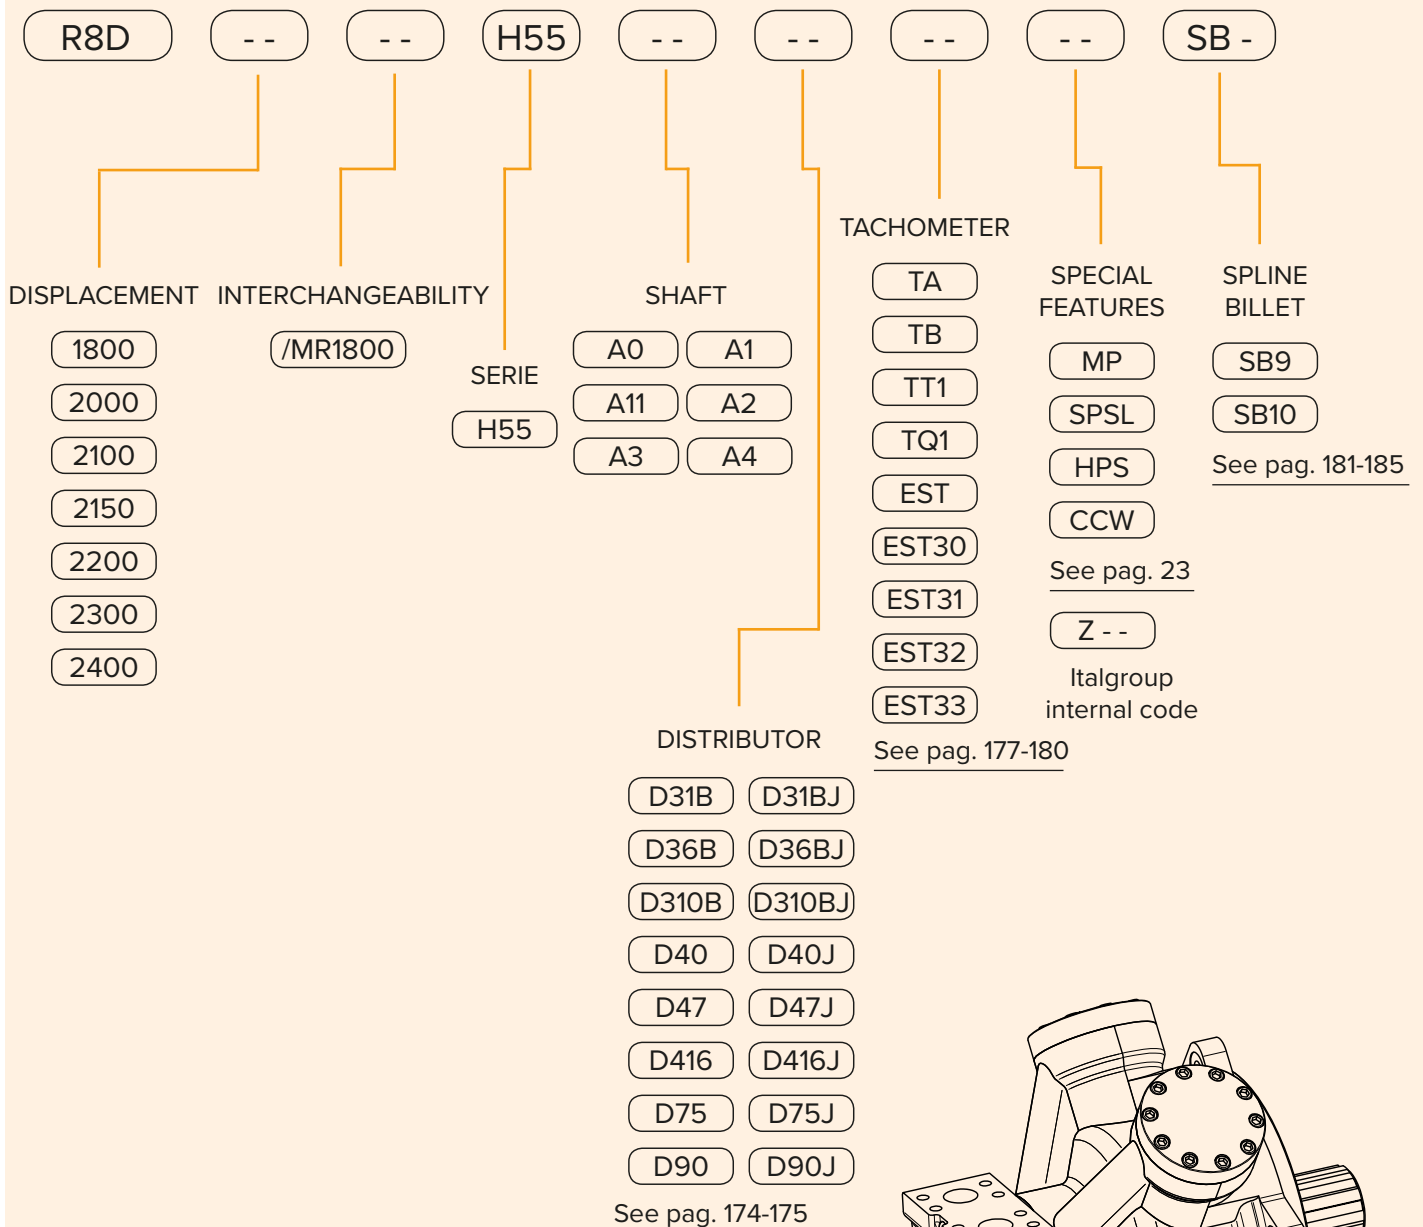 R8D - - - - H55 - - - - - - - - SB -
DISPLACEMENT
1800
2000
2100
2150
2200
2300
2400
INTERCHANGEABILITY
/MR1800
SERIE
H55
SHAFT
A0 A1
A11 A2
A3 A4
DISTRIBUTOR
D31B D31BJ
D36B D36BJ
D310B D310BJ
D40 D40J
D47 D47J
D416 D416J
D75 D75J
D90 D90J
See pag. 174-175
TACHOMETER
TA
TB
TT1
TQ1
EST
EST30
EST31
EST32
EST33
See pag. 177-180
SPECIAL
FEATURES
MP
SPSL
HPS
CCW
See pag. 23
Z - -
Italgroup
internal code
SPLINE
BILLET
SB9
SB10
See pag. 181-185